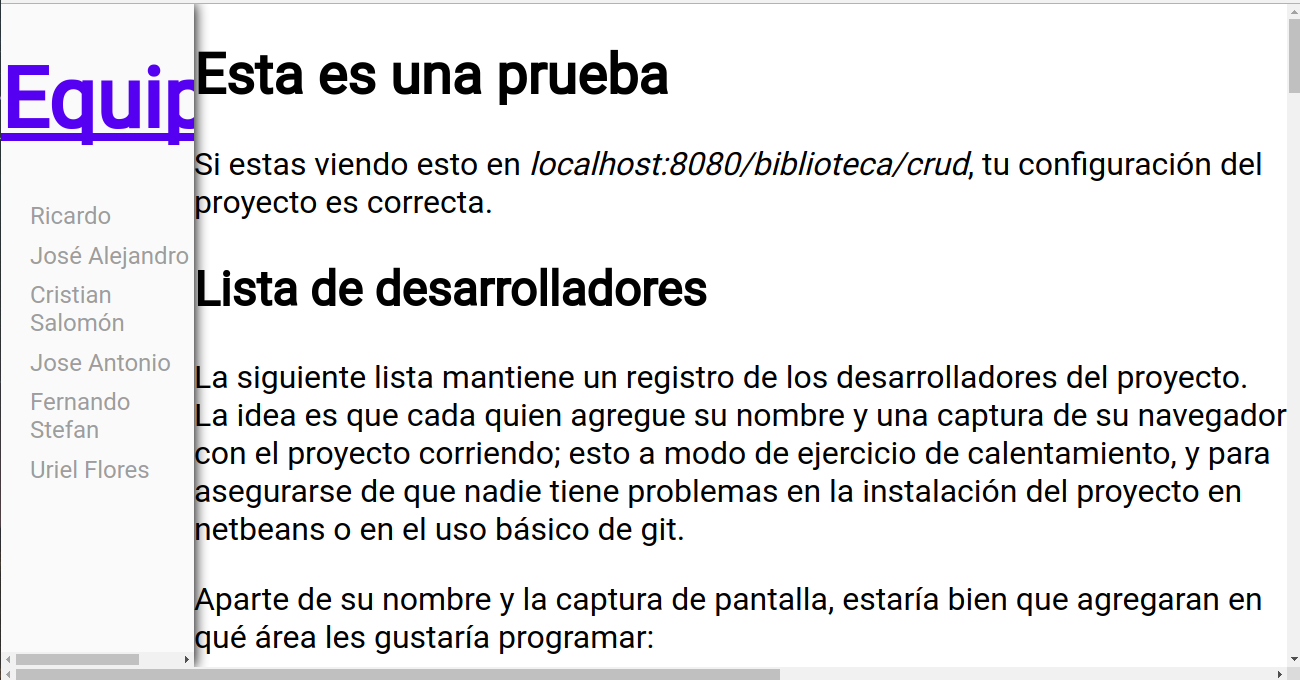 Equip
Ricardo
José Alejandro
Cristian
Salomón
Jose Antonio
Fernando
Stefan
Uriel Flores
Esta es una prueba
Si estas viendo esto en localhost:8080/biblioteca/crud, tu configuración del
proyecto es correcta.
Lista de desarrolladores
La siguiente lista mantiene un registro de los desarrolladores del proyecto.
La idea es que cada quien agregue su nombre y una captura de su navegador
con el proyecto corriendo; esto a modo de ejercicio de calentamiento, y para
asegurarse de que nadie tiene problemas en la instalación del proyecto en
netbeans o en el uso básico de git.
Aparte de su nombre y la captura de pantalla, estaría bien que agregaran en
qué área les gustaría programar: